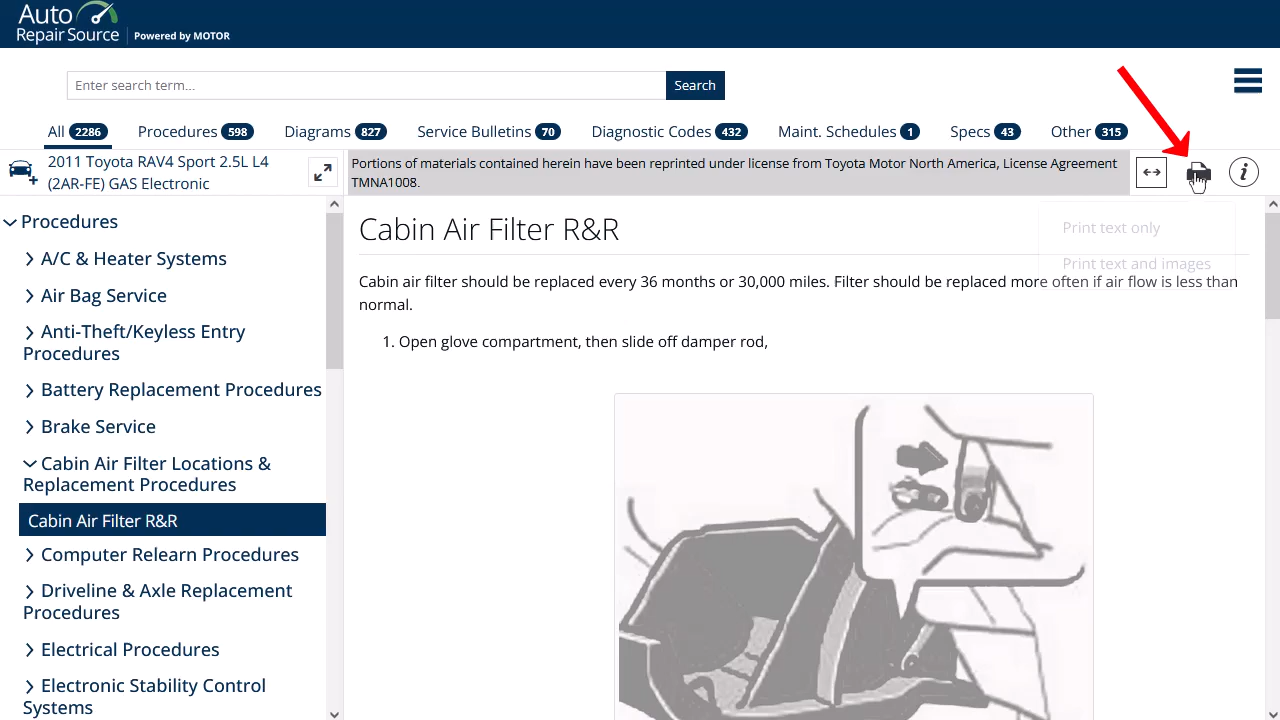 Auto
Repair Source Powered by MOTOR
Enter search term...
Search
All 2286
Procedures 598
Diagrams 827
Service Bulletins 70
Diagnostic Codes 432
Maint. Schedules 1
Specs 43
Other 315
2011 Toyota RAV4 Sport 2.5L L4
(2AR-FE) GAS Electronic
Portions of materials contained herein have been reprinted under license from Toyota Motor North America, License Agreement
TMNA1008.
i
Print text only
Print text and images
Procedures
A/C & Heater Systems
Air Bag Service
Anti-Theft/Keyless Entry
Procedures
Battery Replacement Procedures
Brake Service
Cabin Air Filter Locations &
Replacement Procedures
Cabin Air Filter R&R
Computer Relearn Procedures
Driveline & Axle Replacement
Procedures
Electrical Procedures
Electronic Stability Control
Systems
Cabin Air Filter R&R
Cabin air filter should be replaced every 36 months or 30,000 miles. Filter should be replaced more often if air flow is less than
normal.
1. Open glove compartment, then slide off damper rod,